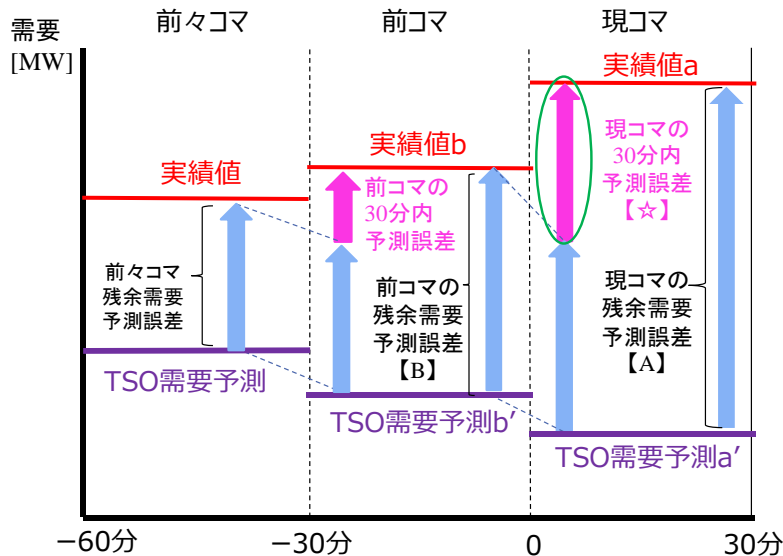 需要
[MW]
前々コマ
前コマ
現コマ
実績値
実績値b
実績値a
前々コマ
残余需要
予測誤差
前コマの
30分内
予測誤差
前コマの
残余需要
予測誤差
【B】
現コマの
30分内
予測誤差
【☆】
現コマの
残余需要
予測誤差
【A】
TSO需要予測
TSO需要予測b′
TSO需要予測a′
−60分
−30分
0
30分